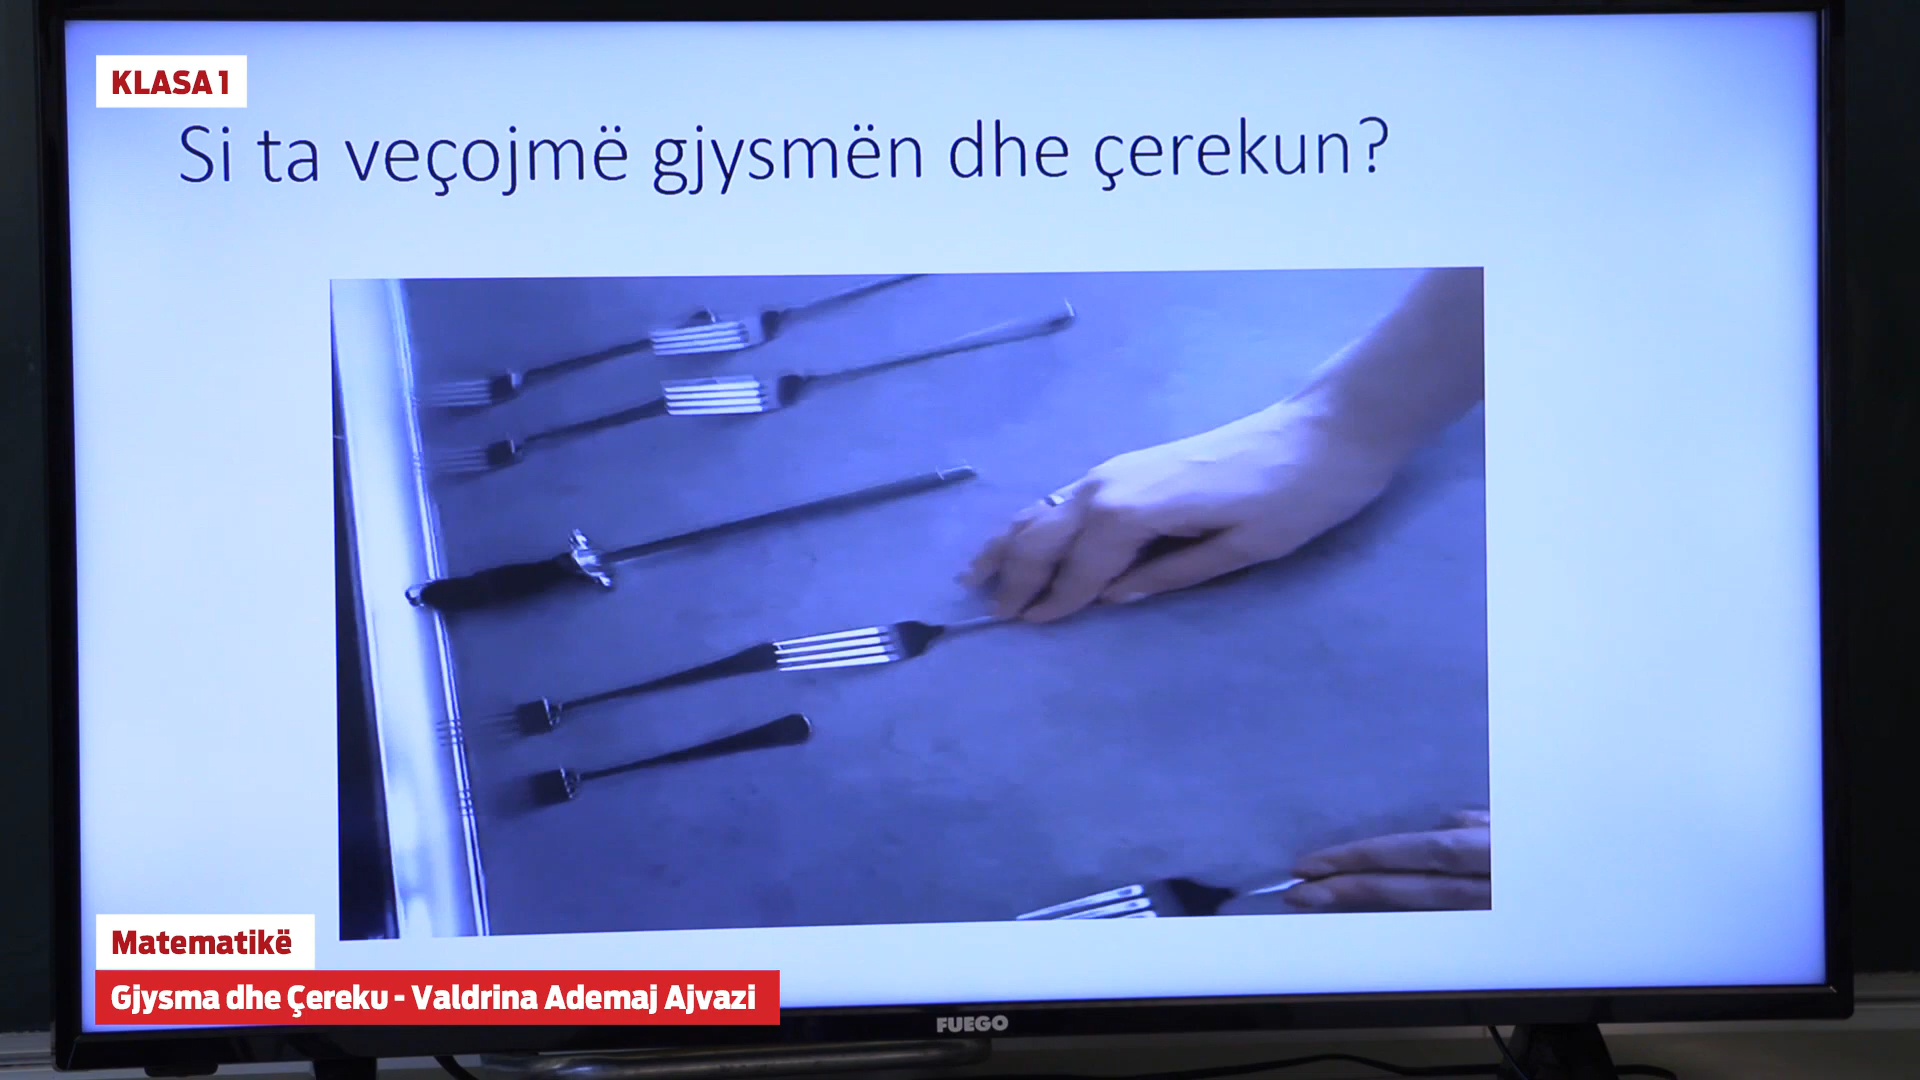 KLASA 1
Si ta veçojmë gjysmën dhe çerekun?
Matematikë
Gjysma dhe Çereku - Valdrina Ademaj Ajvazi
FUEGO